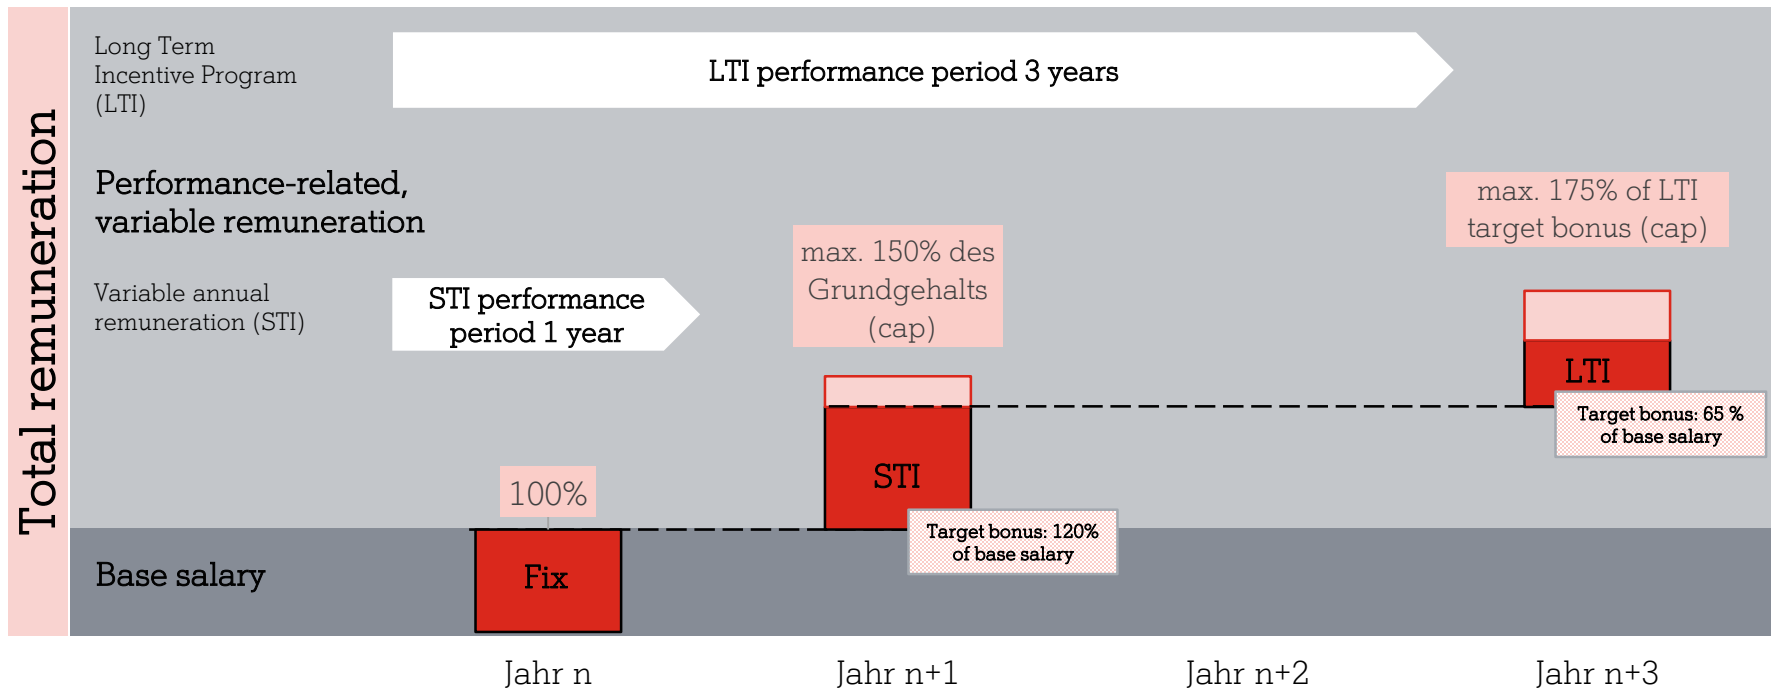 Total remuneration
Long Term
Incentive Program
(LTI)
LTI performance period 3 years
Performance-related,
variable remuneration
max. 175% of LTI
target bonus (cap)
max. 150% des
Grundgehalts
(cap)
Variable annual
remuneration (STI)
STI performance
period 1 year
LTI
Target bonus: 65 %
of base salary
STI
100%
Target bonus: 120%
of base salary
Base salary
Fix
Jahr n
Jahr n+1
Jahr n+2
Jahr n+3